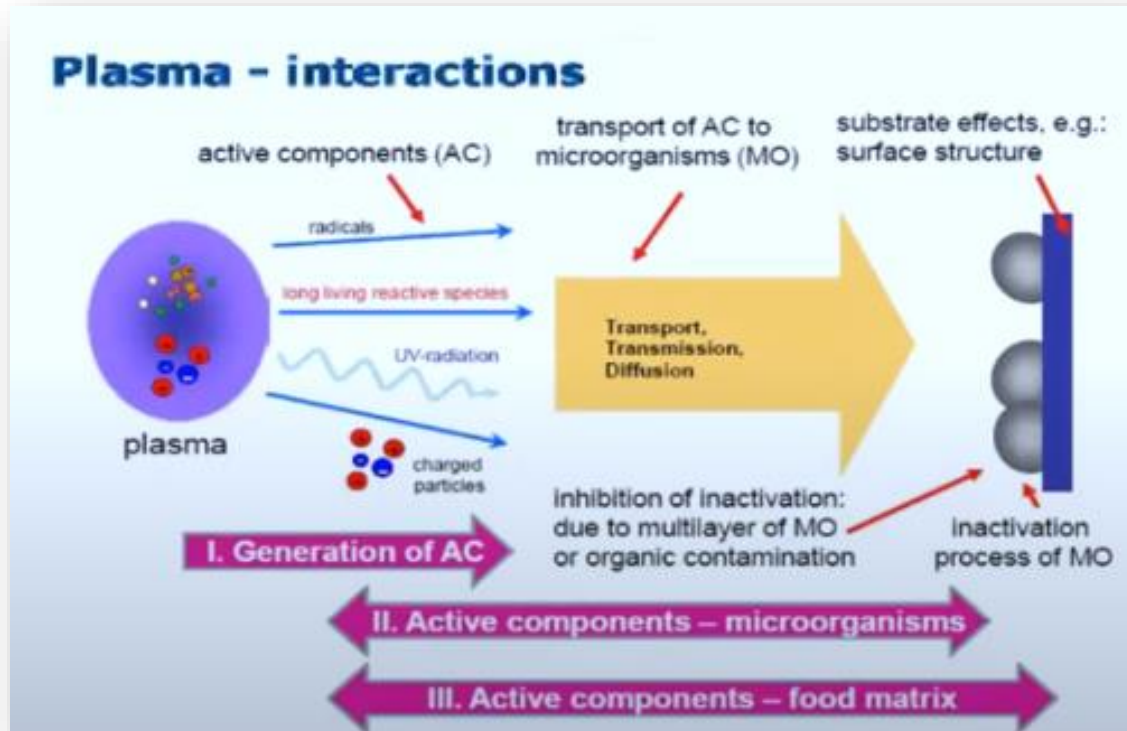 Plasma - interactions
active components (AC)
transport of AC to
microorganisms (MO)
substrate effects, e.g.:
surface structure
radicals
long living reactive species
UV-radiation
charged
particles
plasma
Transport,
Transmission,
Diffusion
inhibition of inactivation:
due to multilayer of MO
or organic contamination
inactivation
process of MO
I. Generation of AC
II. Active components – microorganisms
III. Active components – food matrix